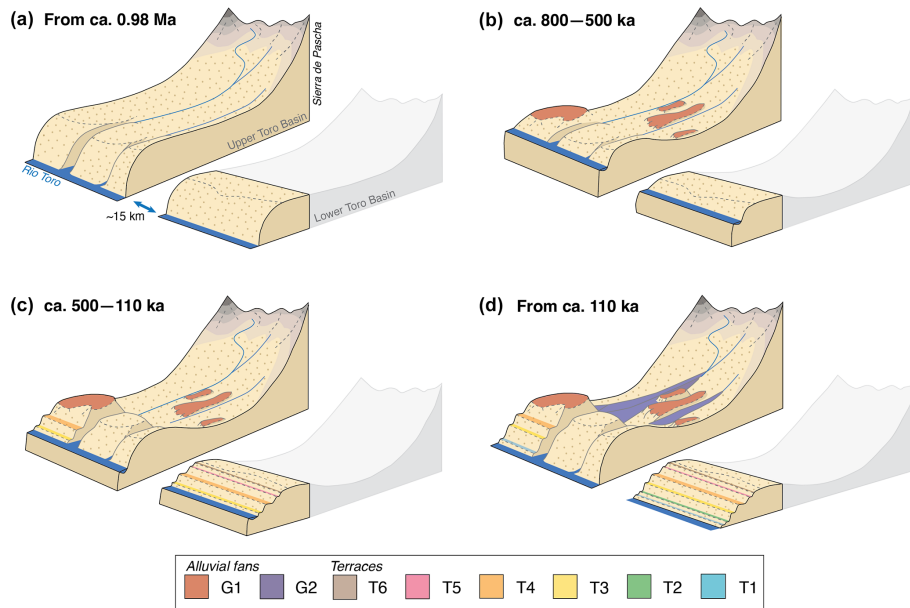 (a) From ca. 0.98 Ma
Sierra de Pascha
Upper Toro Basin
Rio Toro
~15 km
Lower Toro Basin
(b) ca. 800—500 ka
(c) ca. 500—110 ka
(d) From ca. 110 ka
Alluvial fans Terraces
G1 G2 T6 T5 T4 T3 T2 T1